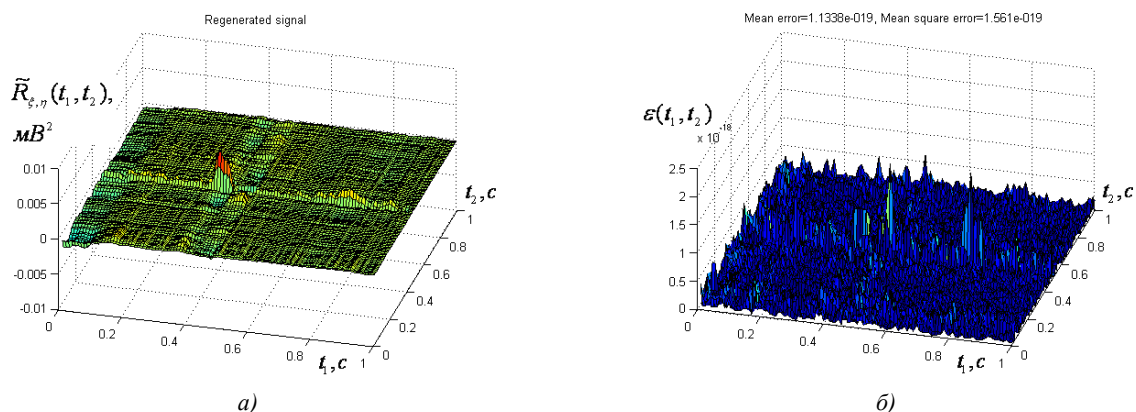 Regenerated signal
R̃ξ,η(t₁,t₂),
мВ²
0.01
0.005
0
-0.005
-0.01
0
0.2
0.4
0.6
0.8
1
t₁,c
0
0.2
0.4
0.6
0.8
1
t₂,c
а)
Mean error=1.1338e-019, Mean square error=1.561e-019
ε(t₁,t₂)
x 10⁻¹⁸
2.5
2
1.5
1
0.5
0
0
0.2
0.4
0.6
0.8
1
t₁,c
0
0.2
0.4
0.6
0.8
1
t₂,c
б)